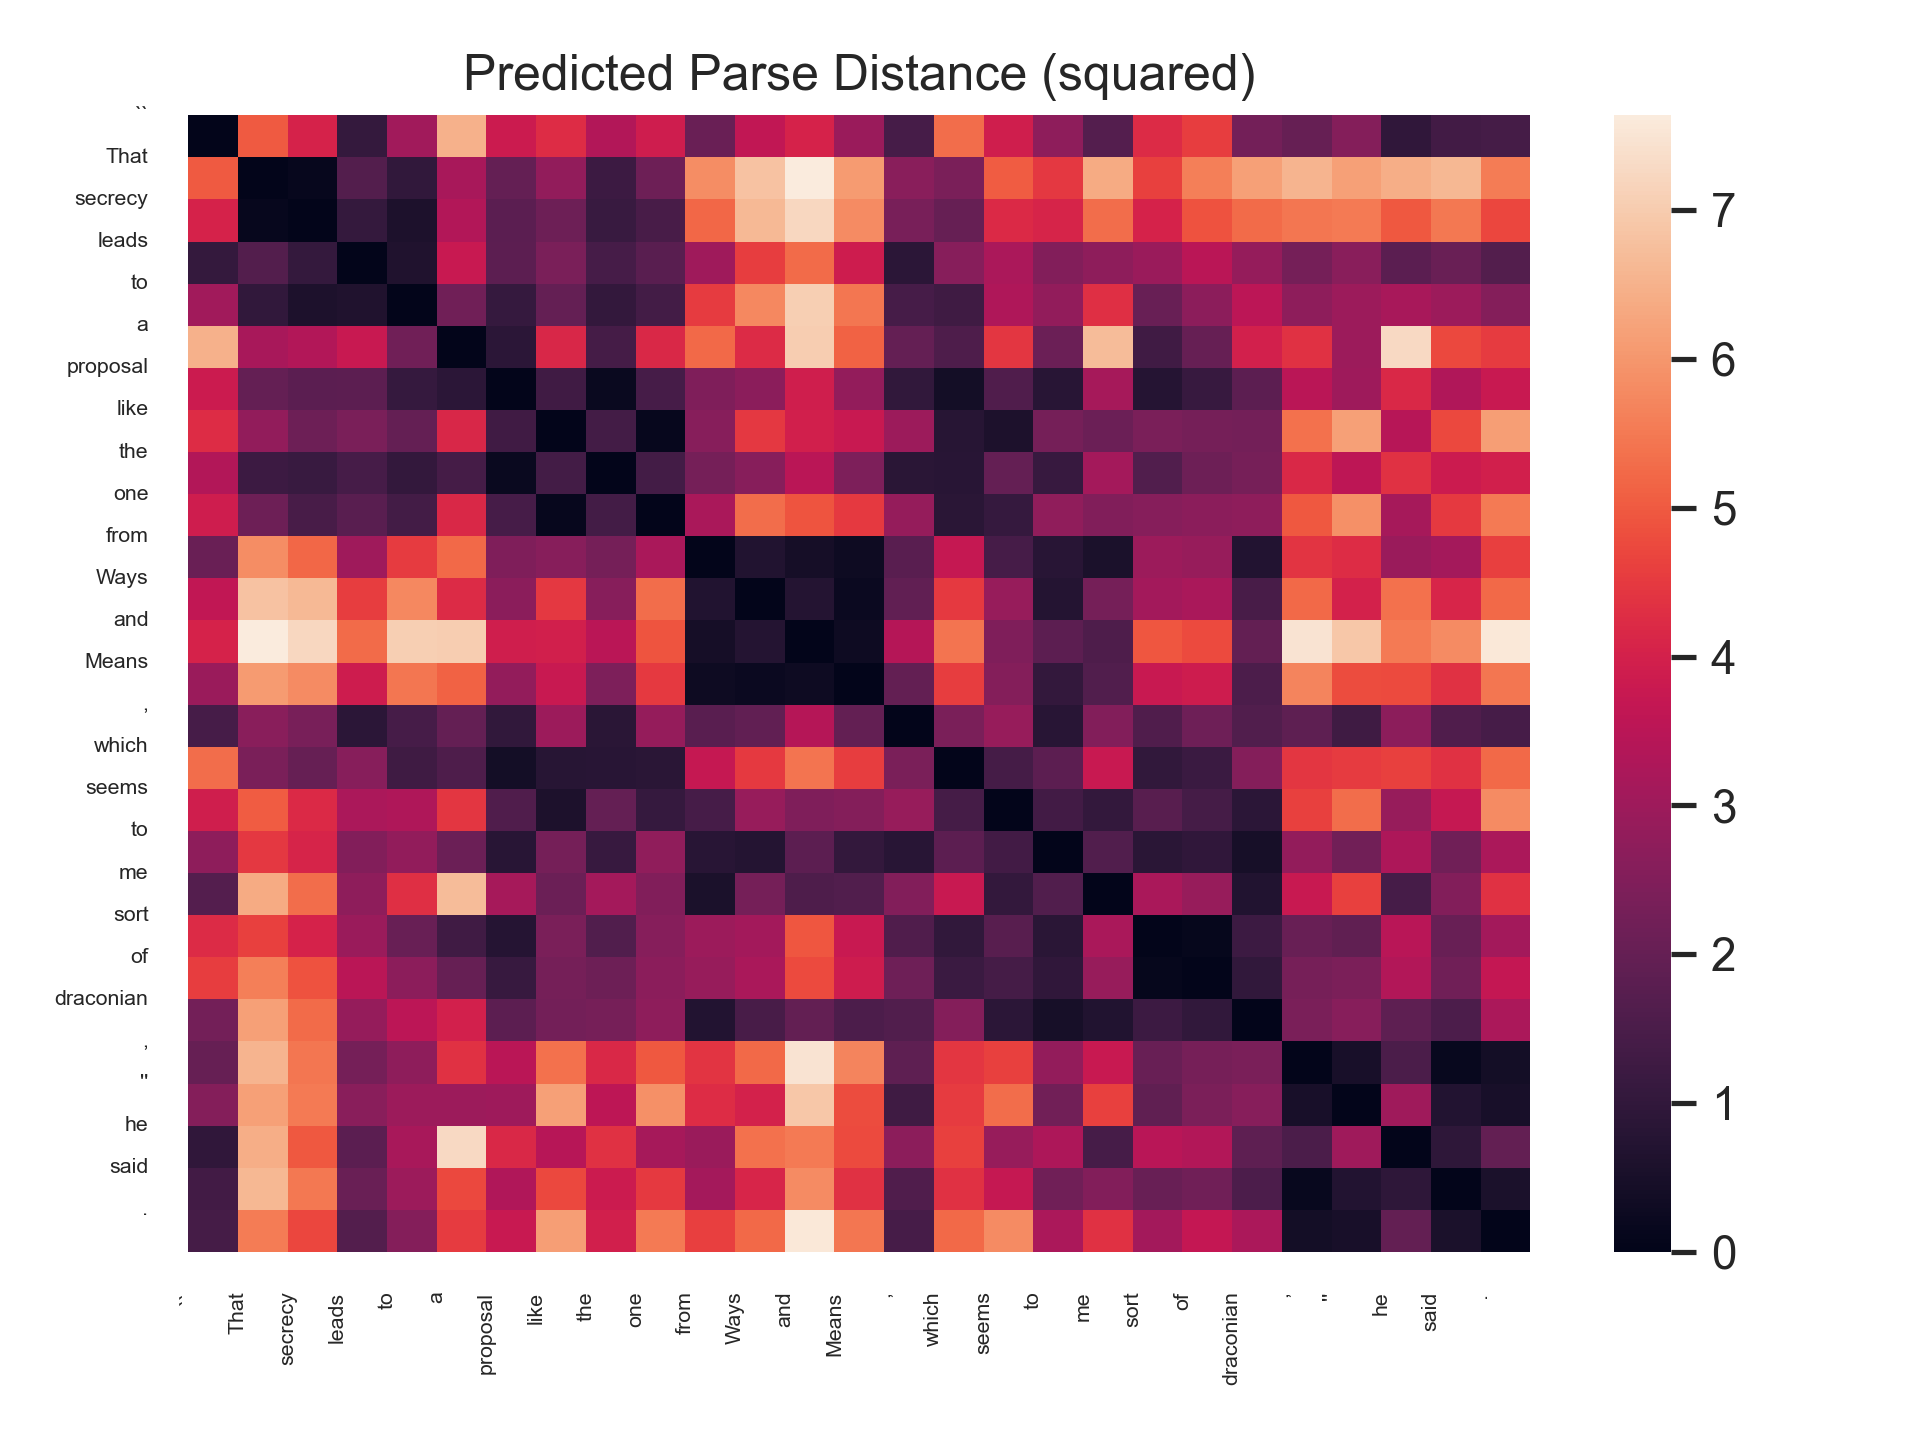 Predicted Parse Distance (squared)
``
That
secrecy
leads
to
a
proposal
like
the
one
from
Ways
and
Means
,
which
seems
to
me
sort
of
draconian
,
''
he
said
.
7
6
5
4
3
2
1
0
`` That secrecy leads to a proposal like the one from Ways and Means , which seems to me sort of draconian , '' he said .